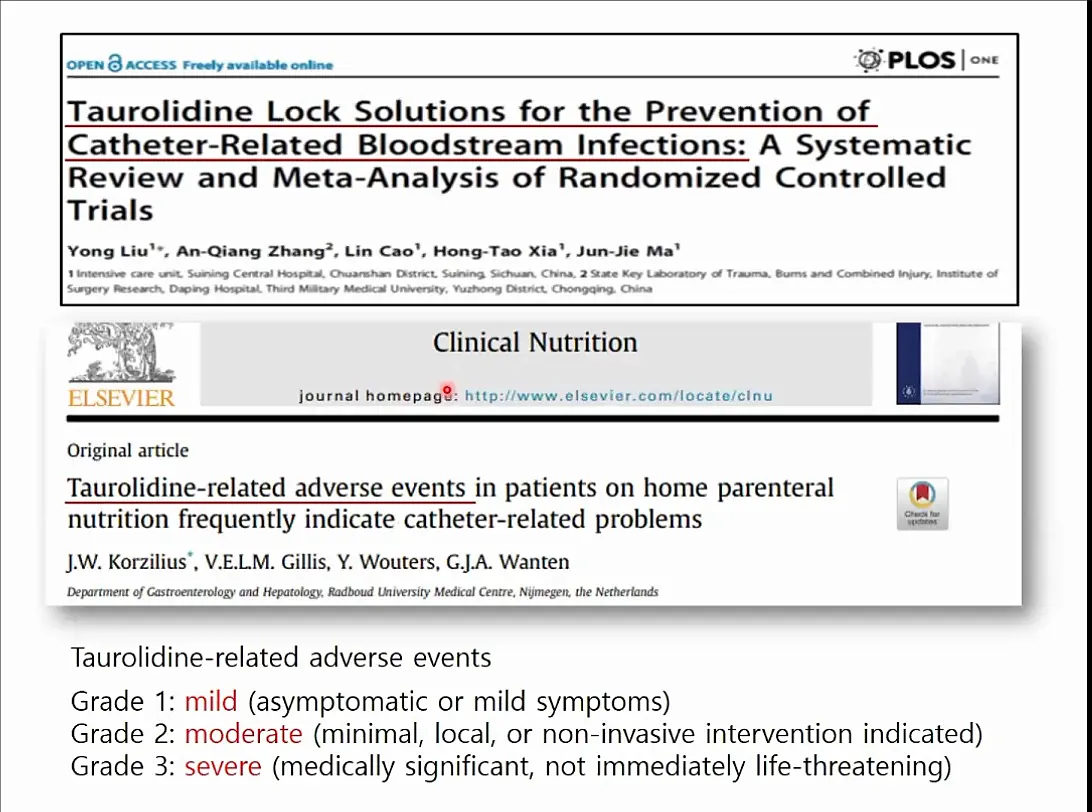 OPEN ACCESS Freely available online
PLOS | ONE
Taurolidine Lock Solutions for the Prevention of
Catheter-Related Bloodstream Infections: A Systematic
Review and Meta-Analysis of Randomized Controlled
Trials
Yong Liu1*, An-Qiang Zhang2, Lin Cao1, Hong-Tao Xia1, Jun-Jie Ma1
1 Intensive care unit, Suining Central Hospital, Chuanshan District, Suining, Sichuan, China, 2 State Key Laboratory of Trauma, Burns and Combined Injury, Institute of
Surgery Research, Daping Hospital, Third Military Medical University, Yuzhong District, Chongqing, China
Clinical Nutrition
ELSEVIER
journal homepage: http://www.elsevier.com/locate/clnu
Original article
Taurolidine-related adverse events in patients on home parenteral
nutrition frequently indicate catheter-related problems
Check for
updates
J.W. Korzilius*, V.E.L.M. Gillis, Y. Wouters, G.J.A. Wanten
Department of Gastroenterology and Hepatology, Radboud University Medical Centre, Nijmegen, the Netherlands
Taurolidine-related adverse events
Grade 1: mild (asymptomatic or mild symptoms)
Grade 2: moderate (minimal, local, or non-invasive intervention indicated)
Grade 3: severe (medically significant, not immediately life-threatening)